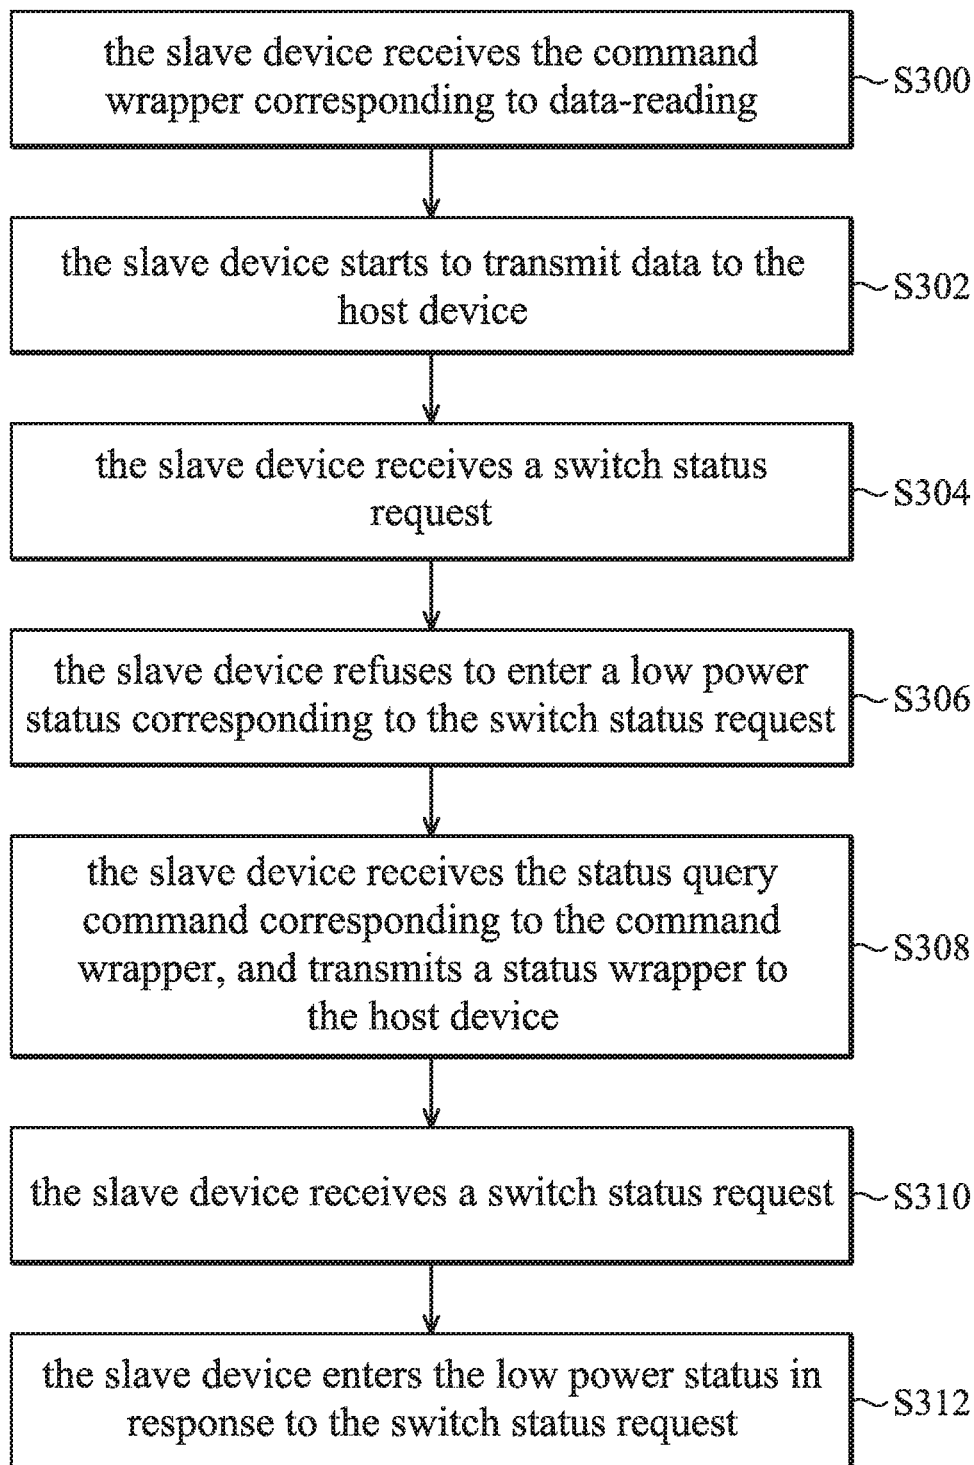 the slave device receives the command
wrapper corresponding to data-reading
S300
the slave device starts to transmit data to the
host device
S302
the slave device receives a switch status
request
S304
the slave device refuses to enter a low power
status corresponding to the switch status request
S306
the slave device receives the status query
command corresponding to the command
wrapper, and transmits a status wrapper to
the host device
S308
the slave device receives a switch status request
S310
the slave device enters the low power status in
response to the switch status request
S312